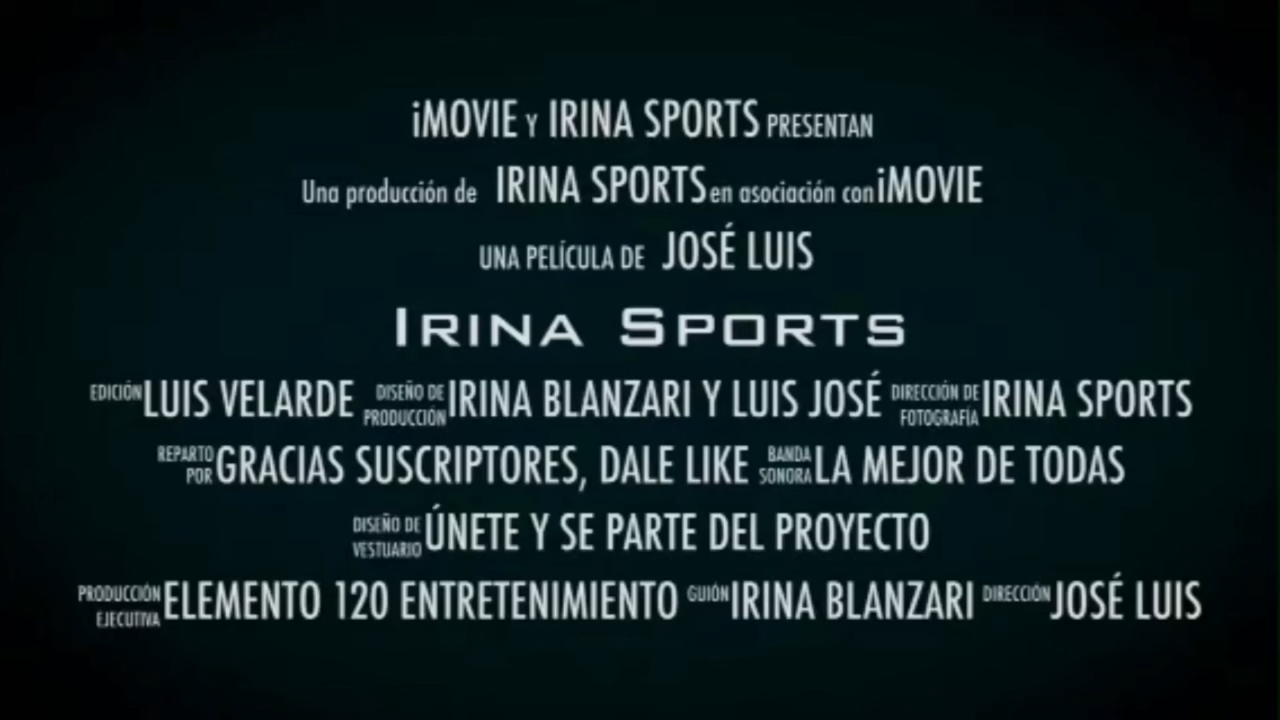 iMOVIE Y IRINA SPORTS PRESENTAN
Una producción de IRINA SPORTS en asociación con iMOVIE
UNA PELÍCULA DE JOSÉ LUIS
IRINA SPORTS
EDICIÓN LUIS VELARDE DISEÑO DE PRODUCCIÓN IRINA BLANZARI Y LUIS JOSÉ DIRECCIÓN DE FOTOGRAFÍA IRINA SPORTS
REPARTO POR GRACIAS SUSCRIPTORES, DALE LIKE BANDA SONORA LA MEJOR DE TODAS
DISEÑO DE VESTUARIO ÚNETE Y SE PARTE DEL PROYECTO
PRODUCCIÓN EJECUTIVA ELEMENTO 120 ENTRETENIMIENTO GUIÓN IRINA BLANZARI DIRECCIÓN JOSÉ LUIS